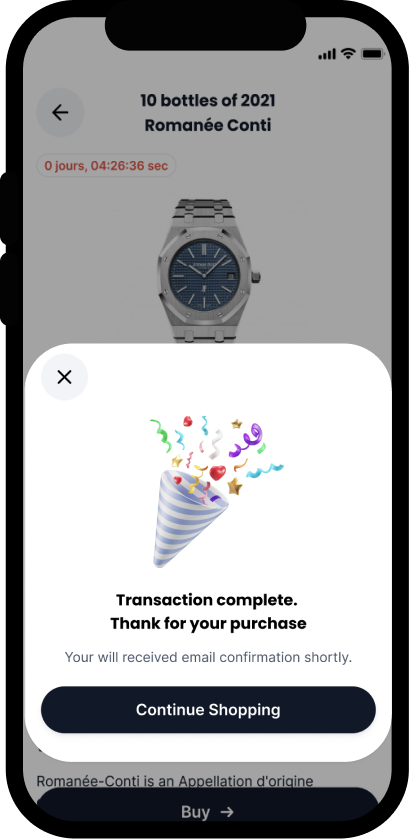 10 bottles of 2021
Romanée Conti
0 jours, 04:26:36 sec
Transaction complete.
Thank for your purchase
Your will received email confirmation shortly.
Continue Shopping
Romanée-Conti is an Appellation d'origine
Buy →